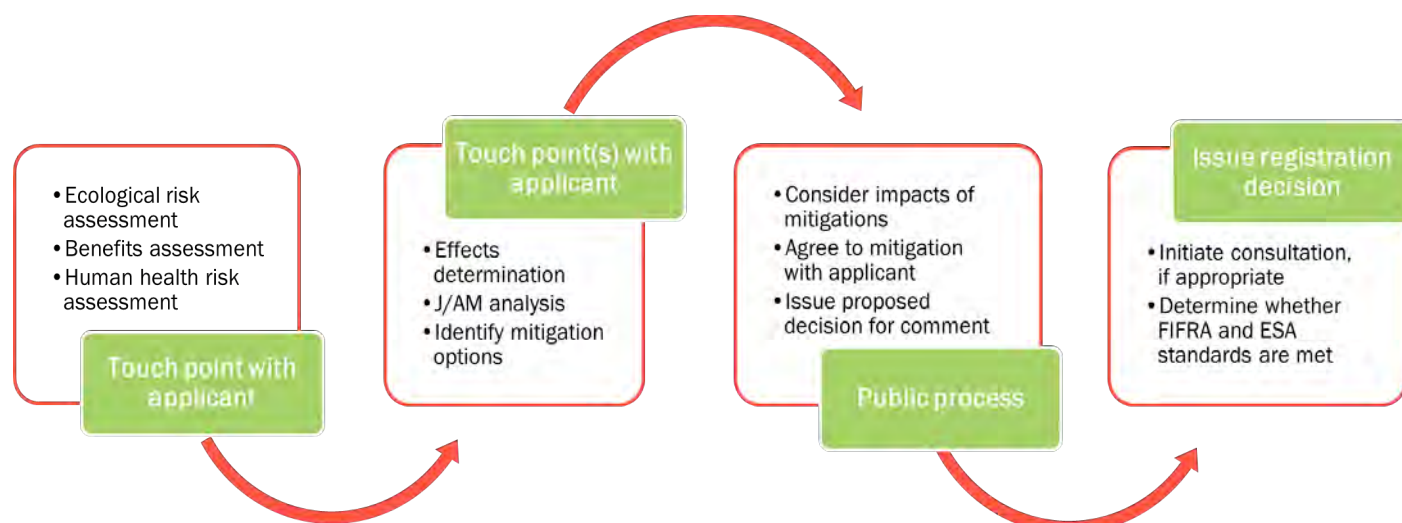 • Ecological risk
assessment
• Benefits assessment
• Human health risk
assessment
Touch point with
applicant
Touch point(s) with
applicant
• Effects
determination
• J/AM analysis
• Identify mitigation
options
• Consider impacts of
mitigations
• Agree to mitigation
with applicant
• Issue proposed
decision for comment
Public process
Issue registration
decision
• Initiate consultation,
if appropriate
• Determine whether
FIFRA and ESA
standards are met